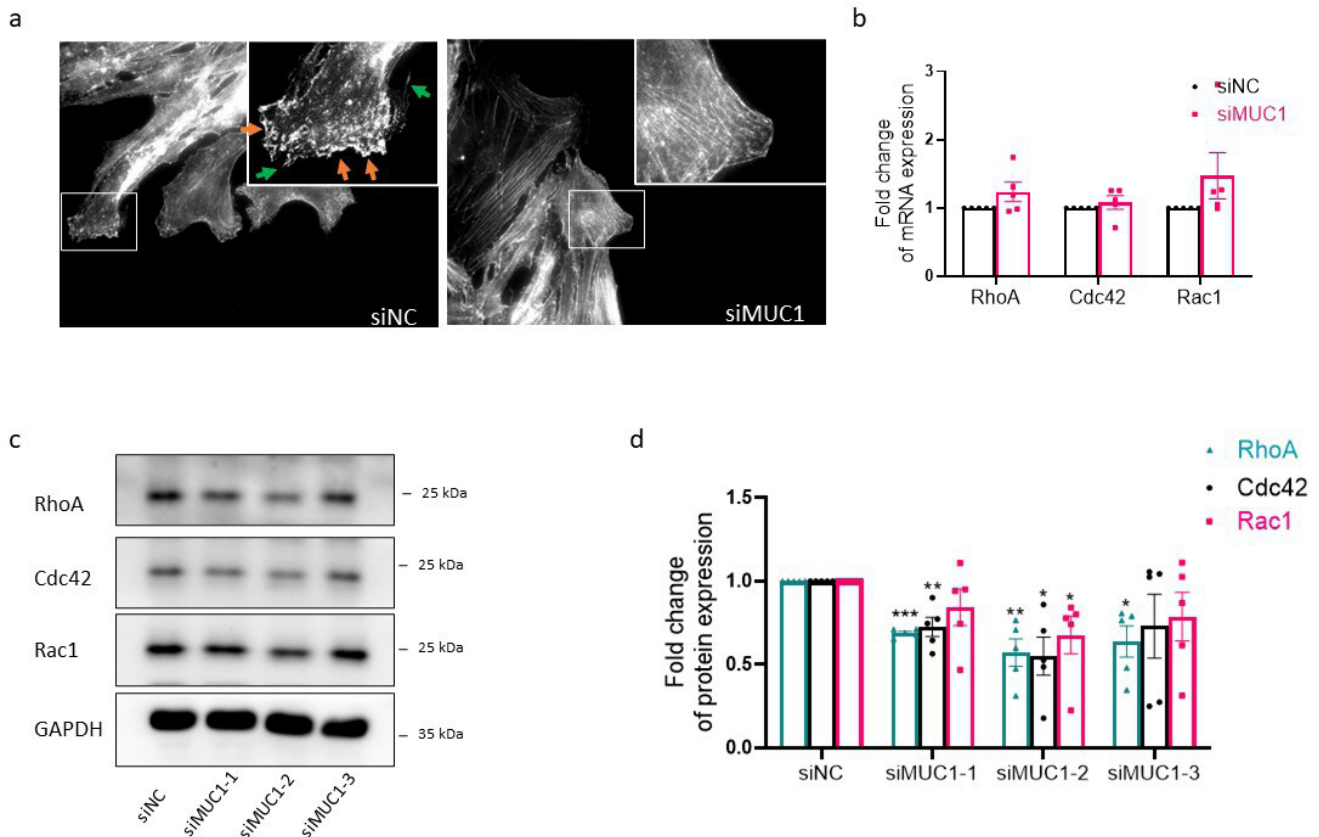 a
siNC
siMUC1
b
Fold change
of mRNA expression
3
2
1
0
siNC
siMUC1
RhoA
Cdc42
Rac1
c
RhoA
25 kDa
Cdc42
25 kDa
Rac1
25 kDa
GAPDH
35 kDa
siNC
siMUC1-1
siMUC1-2
siMUC1-3
d
RhoA
Cdc42
Rac1
Fold change
of protein expression
1.5
1.0
0.5
0.0
***
**
**
*
*
*
siNC
siMUC1-1
siMUC1-2
siMUC1-3